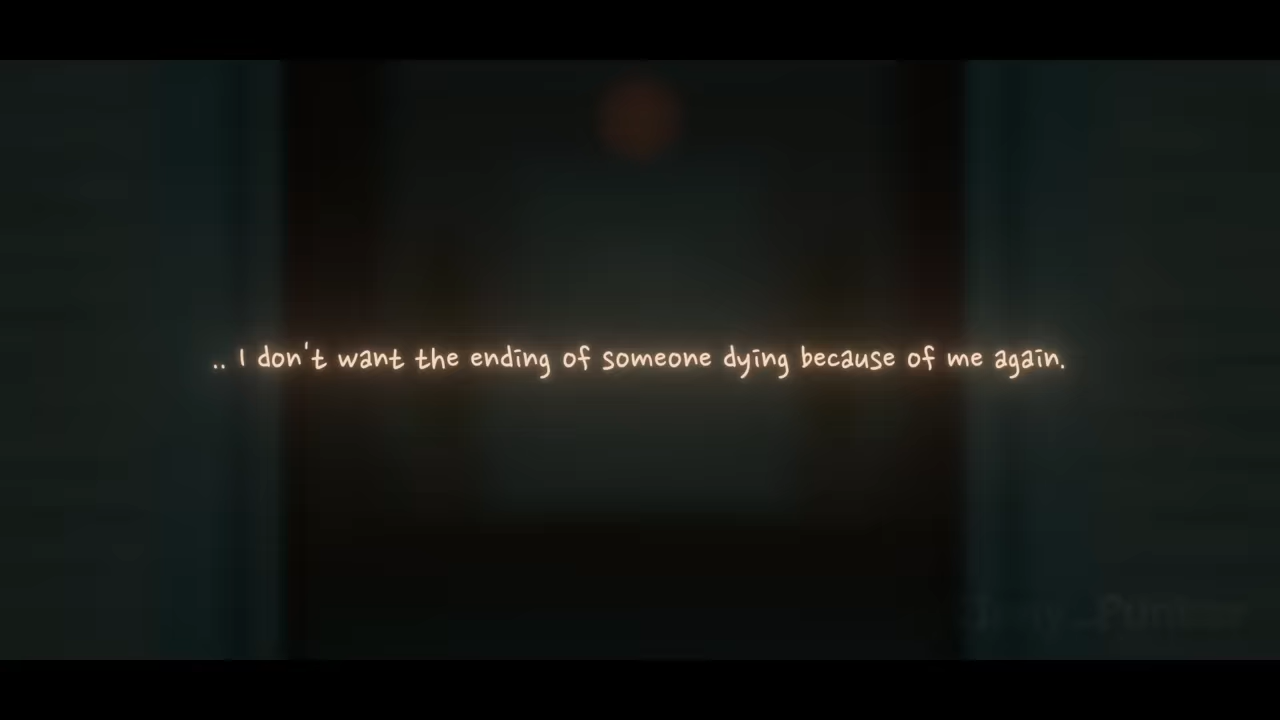 .. I don't want the ending of someone dying because of me again.